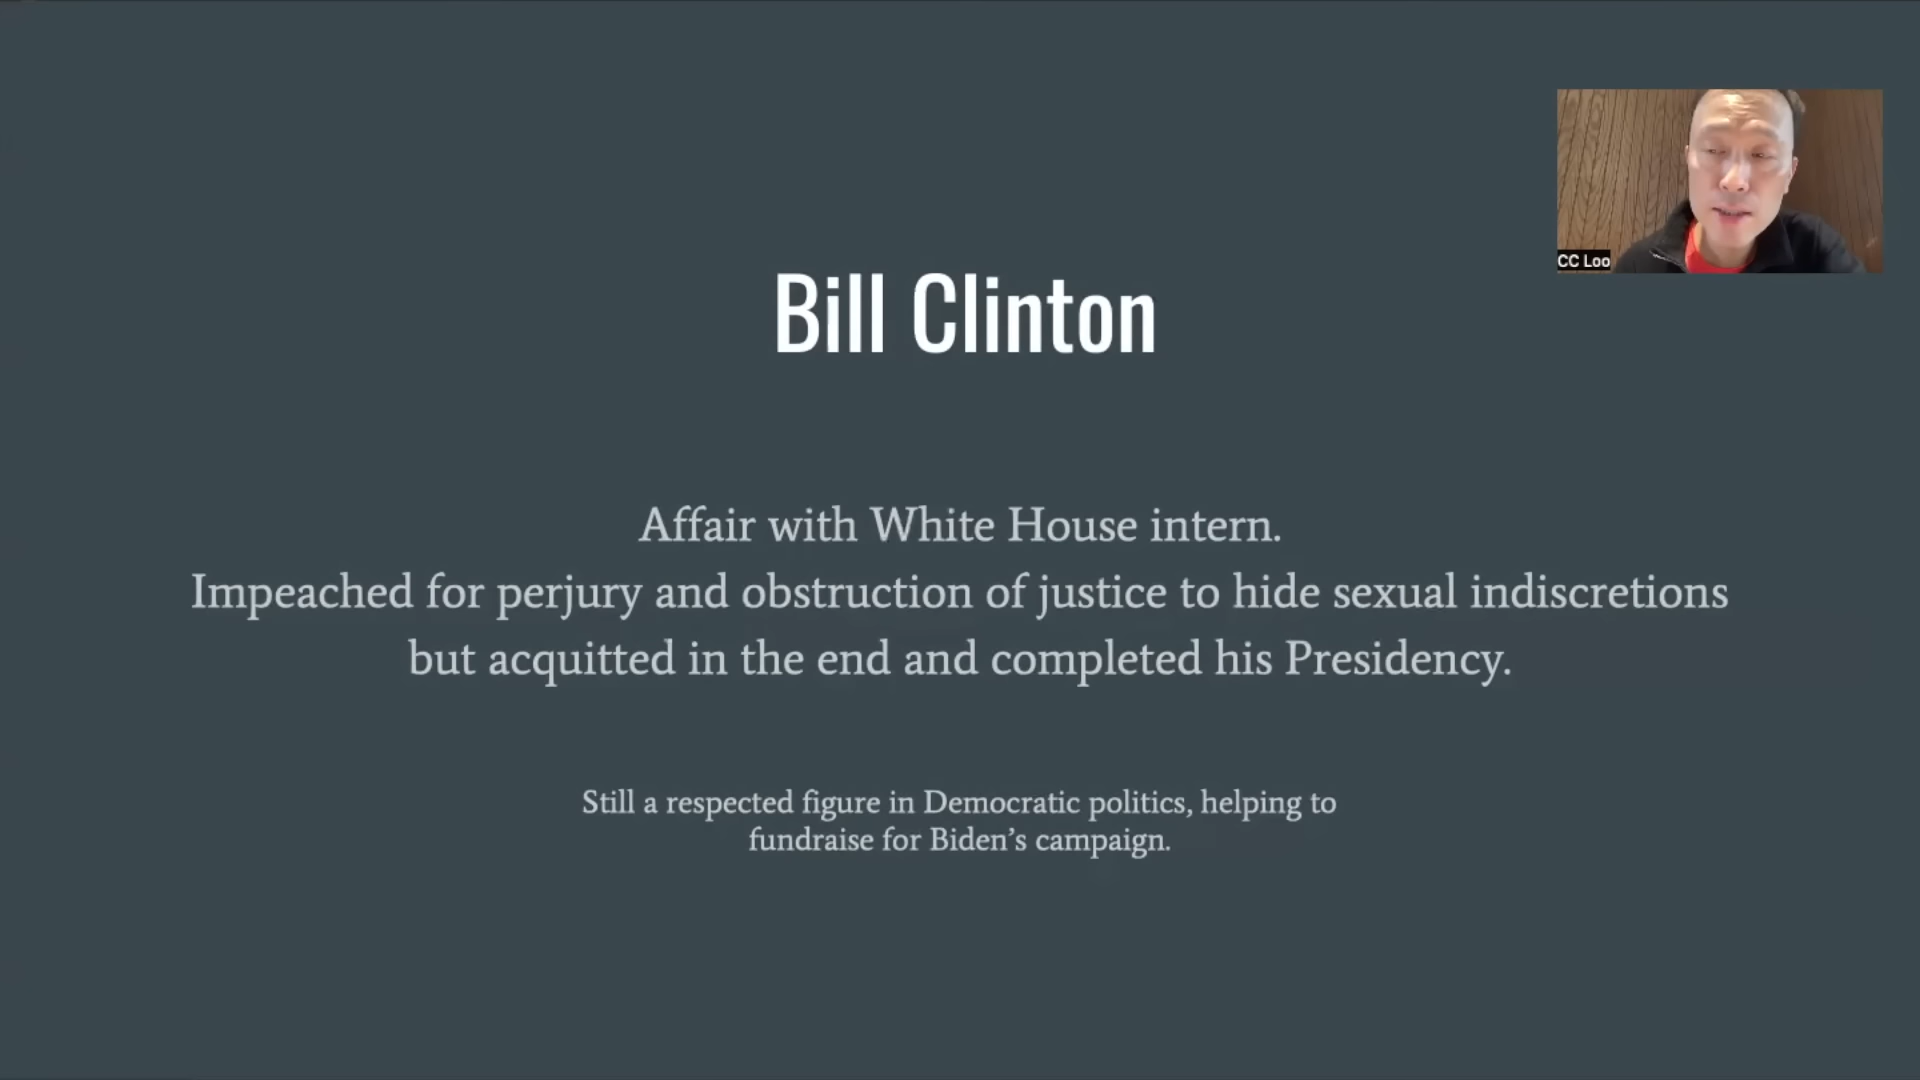 CC Loo
Bill Clinton
Affair with White House intern.
Impeached for perjury and obstruction of justice to hide sexual indiscretions
but acquitted in the end and completed his Presidency.
Still a respected figure in Democratic politics, helping to
fundraise for Biden’s campaign.